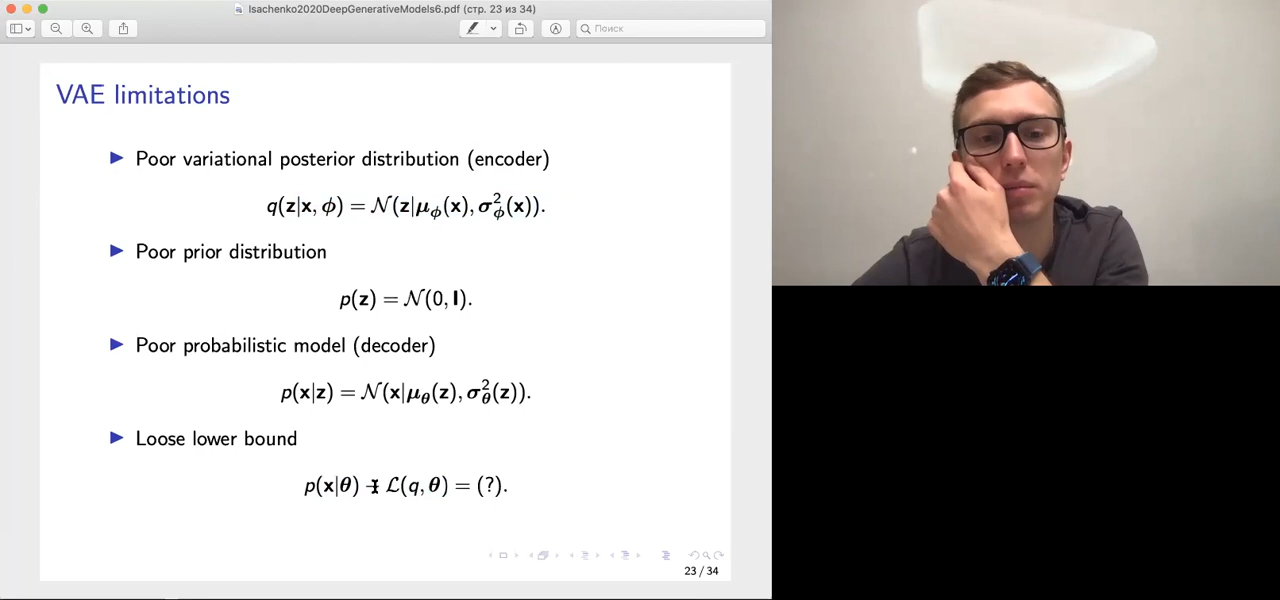 Isachenko2020DeepGenerativeModels6.pdf (стр. 23 из 34)
Поиск
VAE limitations
Poor variational posterior distribution (encoder)
q(z|x, ϕ) = 𝒩(z|μ_ϕ(x), σ²_ϕ(x)).
Poor prior distribution
p(z) = 𝒩(0, I).
Poor probabilistic model (decoder)
p(x|z) = 𝒩(x|μ_θ(z), σ²_θ(z)).
Loose lower bound
p(x|θ) − ℒ(q, θ) = (?).
23 / 34